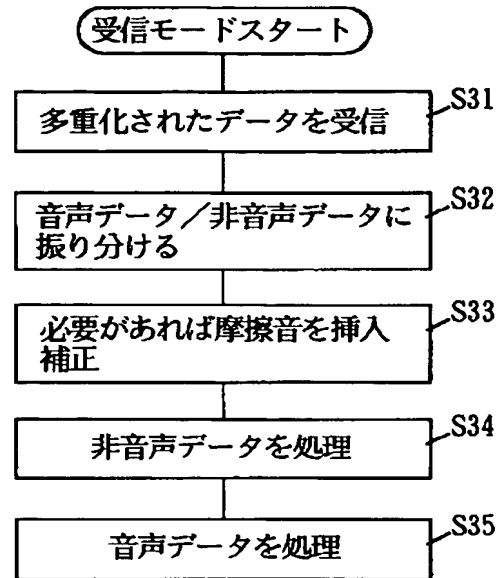 受信モードスタート
S31
多重化されたデータを受信
S32
音声データ/非音声データに
振り分ける
S33
必要があれば摩擦音を挿入
補正
S34
非音声データを処理
S35
音声データを処理